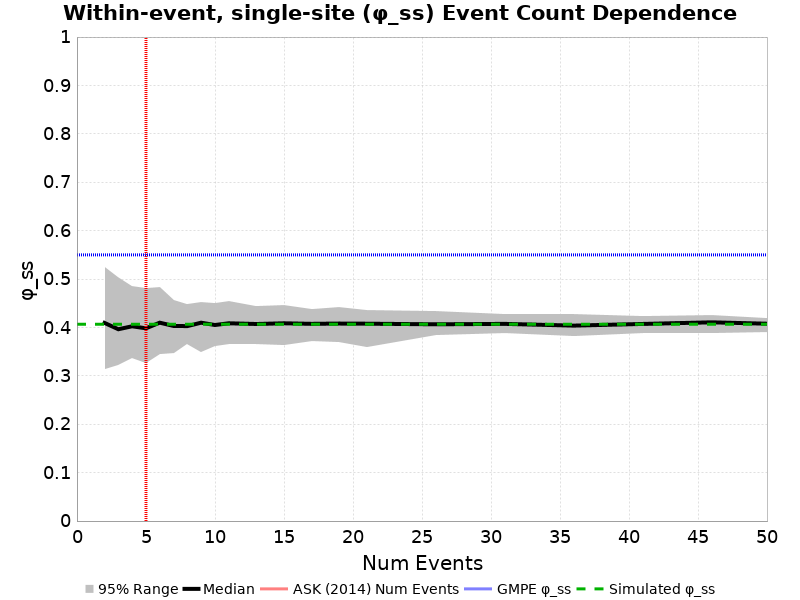 Within-event, single-site (φ_ss) Event Count Dependence
1
0.9
0.8
0.7
0.6
0.5
0.4
0.3
0.2
0.1
0
φ_ss
0 5 10 15 20 25 30 35 40 45 50
Num Events
95% Range Median ASK (2014) Num Events GMPE φ_ss Simulated φ_ss